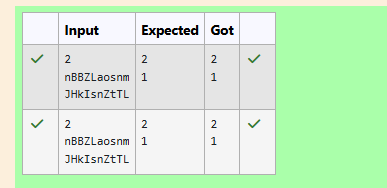 Input Expected Got
2 2 2
nBBZLaosnm 1 1
JHkIsnZtTL
2 2 2
nBBZLaosnm 1 1
JHkIsnZtTL